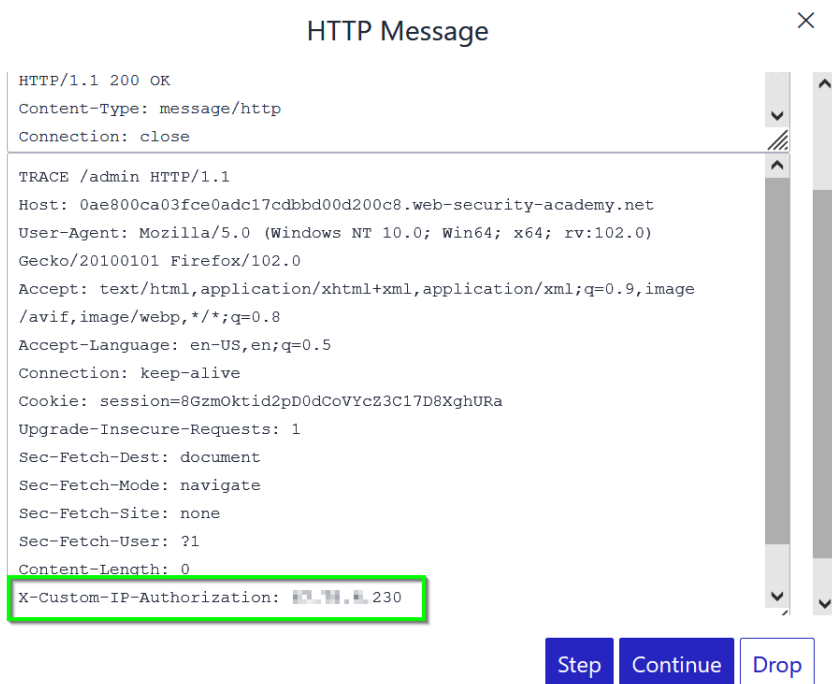 HTTP Message
HTTP/1.1 200 OK
Content-Type: message/http
Connection: close
TRACE /admin HTTP/1.1
Host: 0ae800ca03fce0adc17cdbbd00d200c8.web-security-academy.net
User-Agent: Mozilla/5.0 (Windows NT 10.0; Win64; x64; rv:102.0)
Gecko/20100101 Firefox/102.0
Accept: text/html,application/xhtml+xml,application/xml;q=0.9,image
/avif,image/webp,*/*;q=0.8
Accept-Language: en-US,en;q=0.5
Connection: keep-alive
Cookie: session=8GzmOktid2pD0dCoVYcZ3C17D8XghURa
Upgrade-Insecure-Requests: 1
Sec-Fetch-Dest: document
Sec-Fetch-Mode: navigate
Sec-Fetch-Site: none
Sec-Fetch-User: ?1
Content-Length: 0
X-Custom-IP-Authorization: 230
Step Continue Drop